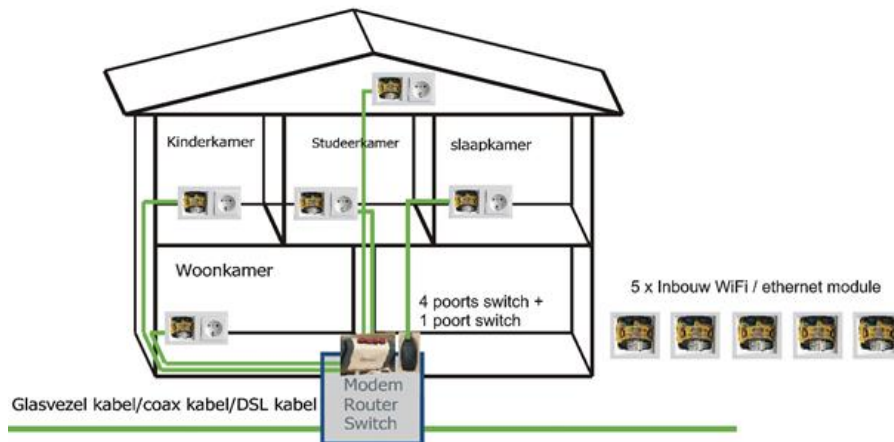 Kinderkamer
Studeerkamer
slaapkamer
Woonkamer
4 poorts switch +
1 poort switch
5 x Inbouw WiFi / ethernet module
Modem
Router
Switch
Glasvezel kabel/coax kabel/DSL kabel